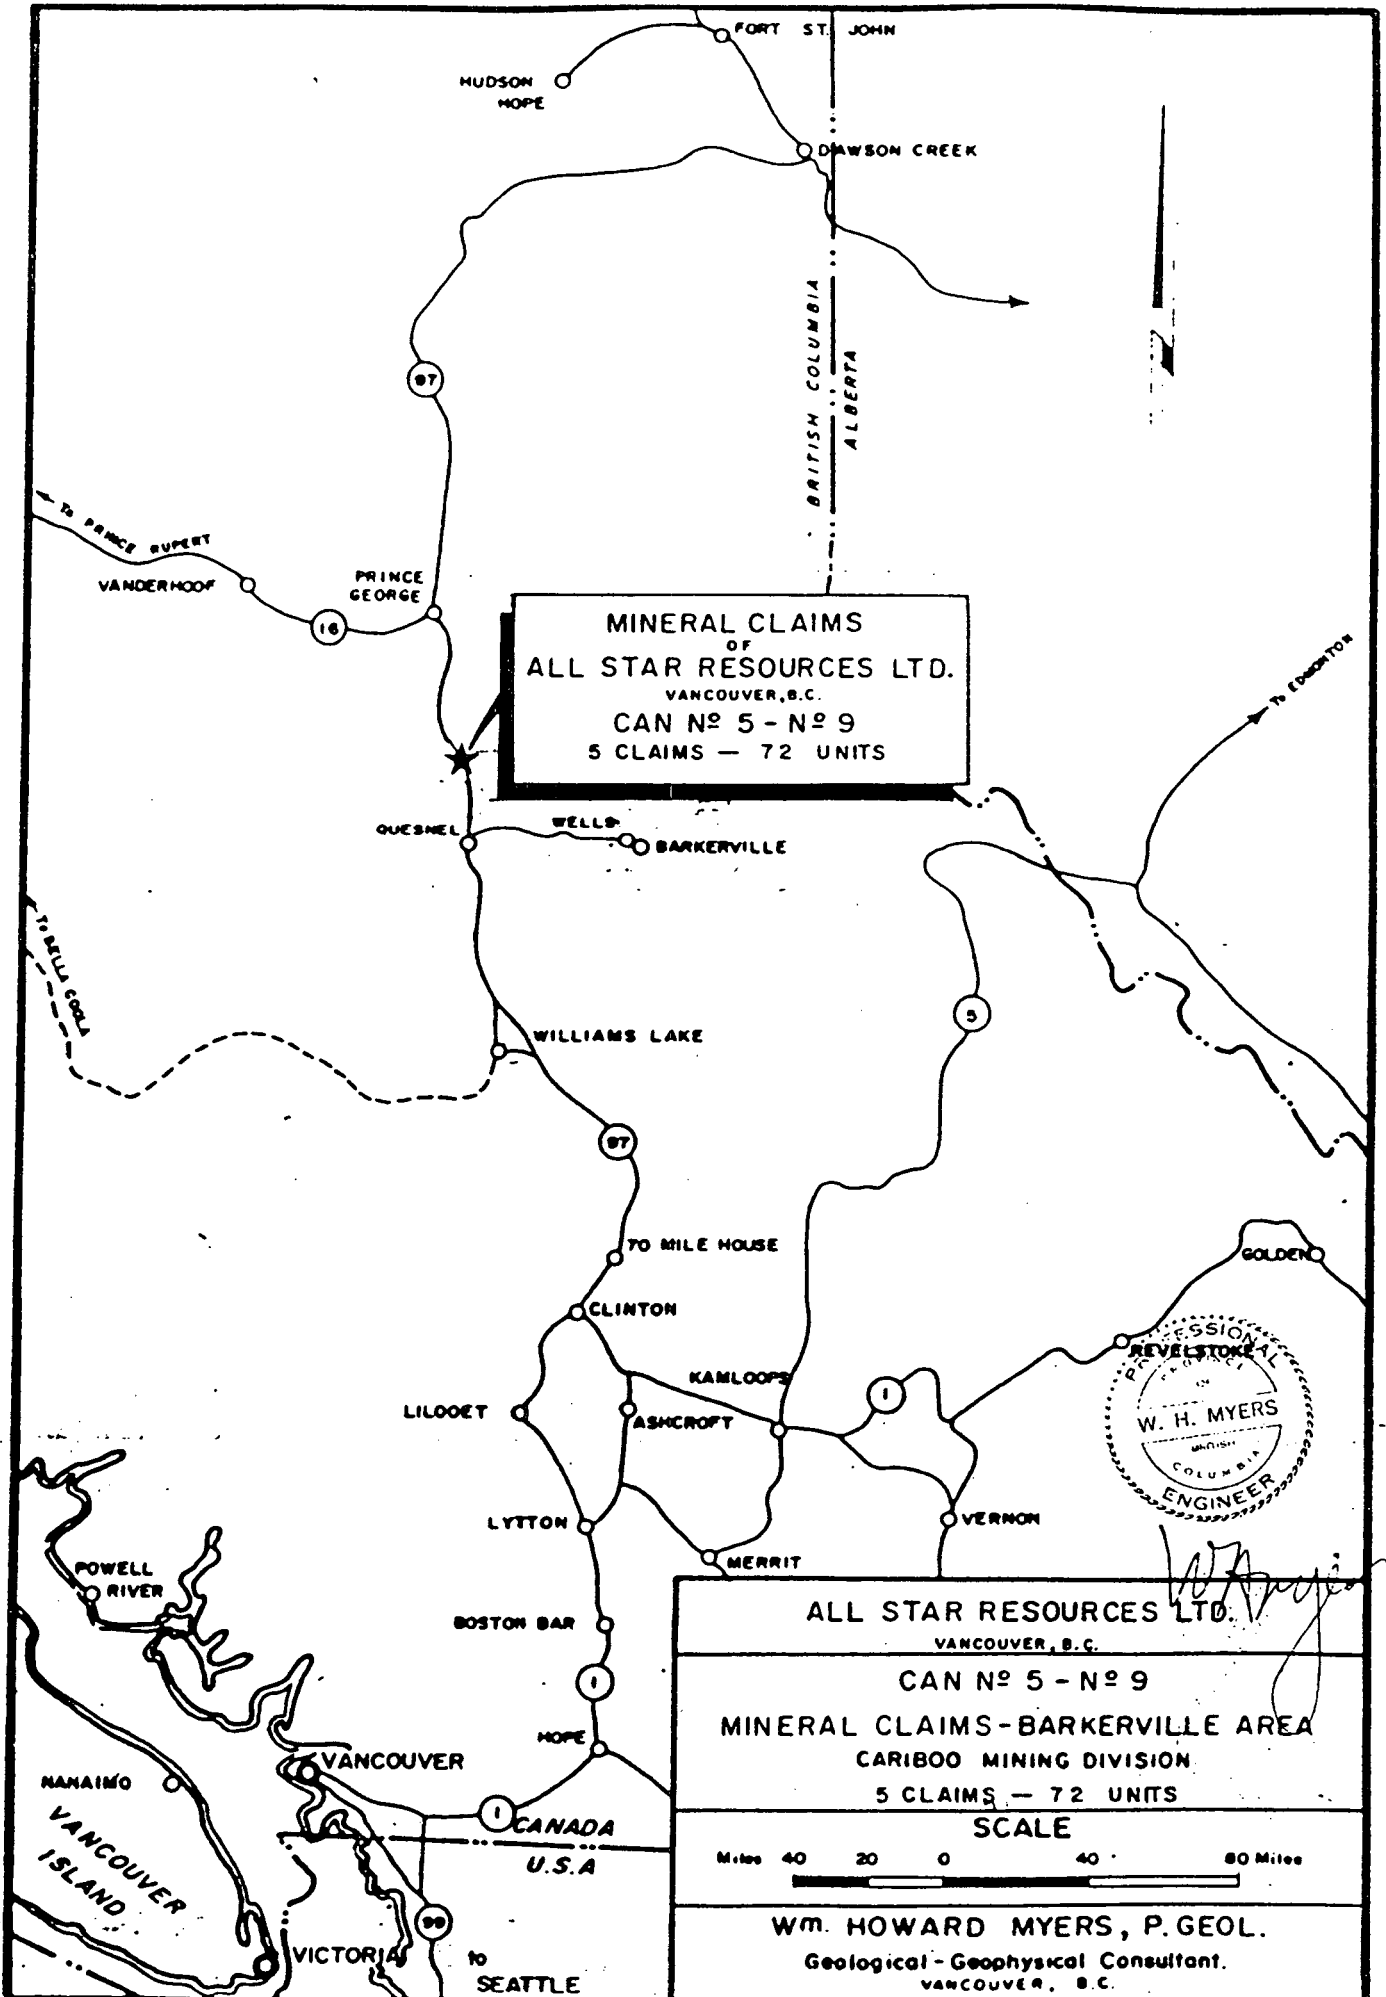 FORT ST. JOHN
HUDSON
HOPE
DAWSON CREEK
BRITISH COLUMBIA
ALBERTA
97
To PRINCE RUPERT
VANDERHOOF
PRINCE
GEORGE
16
MINERAL CLAIMS
OF
ALL STAR RESOURCES LTD.
VANCOUVER, B.C.
CAN Nº 5 - Nº 9
5 CLAIMS — 72 UNITS
To EDMONTON
QUESNEL
WELLS
BARKERVILLE
To BELLA COOLA
5
WILLIAMS LAKE
97
70 MILE HOUSE
GOLDEN
CLINTON
REVELSTOKE
KAMLOOPS
1
LILOOET
ASHCROFT
PROFESSIONAL
PROVINCE
OF
W. H. MYERS
BRITISH
COLUMBIA
ENGINEER
LYTTON
VERNON
MERRIT
POWELL
RIVER
BOSTON BAR
1
HOPE
VANCOUVER
NANAIMO
1
CANADA
U.S.A
VANCOUVER
ISLAND
99
VICTORIA
to
SEATTLE
ALL STAR RESOURCES LTD.
VANCOUVER, B.C.
CAN Nº 5 - Nº 9
MINERAL CLAIMS - BARKERVILLE AREA
CARIBOO MINING DIVISION
5 CLAIMS — 72 UNITS
SCALE
Miles 40 20 0 40 80 Miles
Wm. HOWARD MYERS, P. GEOL.
Geological - Geophysical Consultant.
VANCOUVER, B.C.